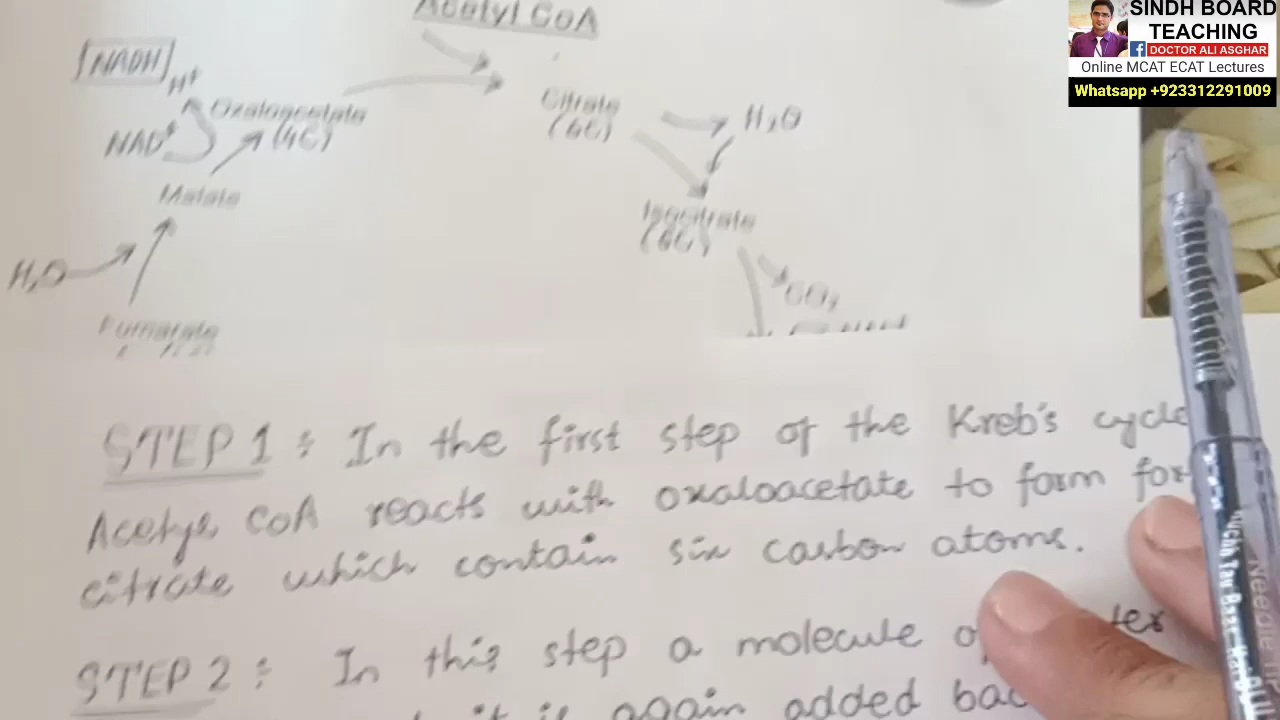 Acetyl CoA
SINDH BOARD
TEACHING
DOCTOR ALI ASGHAR
Online MCAT ECAT Lectures
Whatsapp +923312291009
NADH
H+
Oxaloacetate
(4C)
NAD+
Malate
H2O
Fumarate
Citrate
(6C)
H2O
Isocitrate
(6C)
CO2
STEP 1: In the first step of the Kreb's cycle
Acetyl CoA reacts with oxaloacetate to form for
citrate which contain six carbon atoms.
STEP 2: In this step a molecule
it is again added